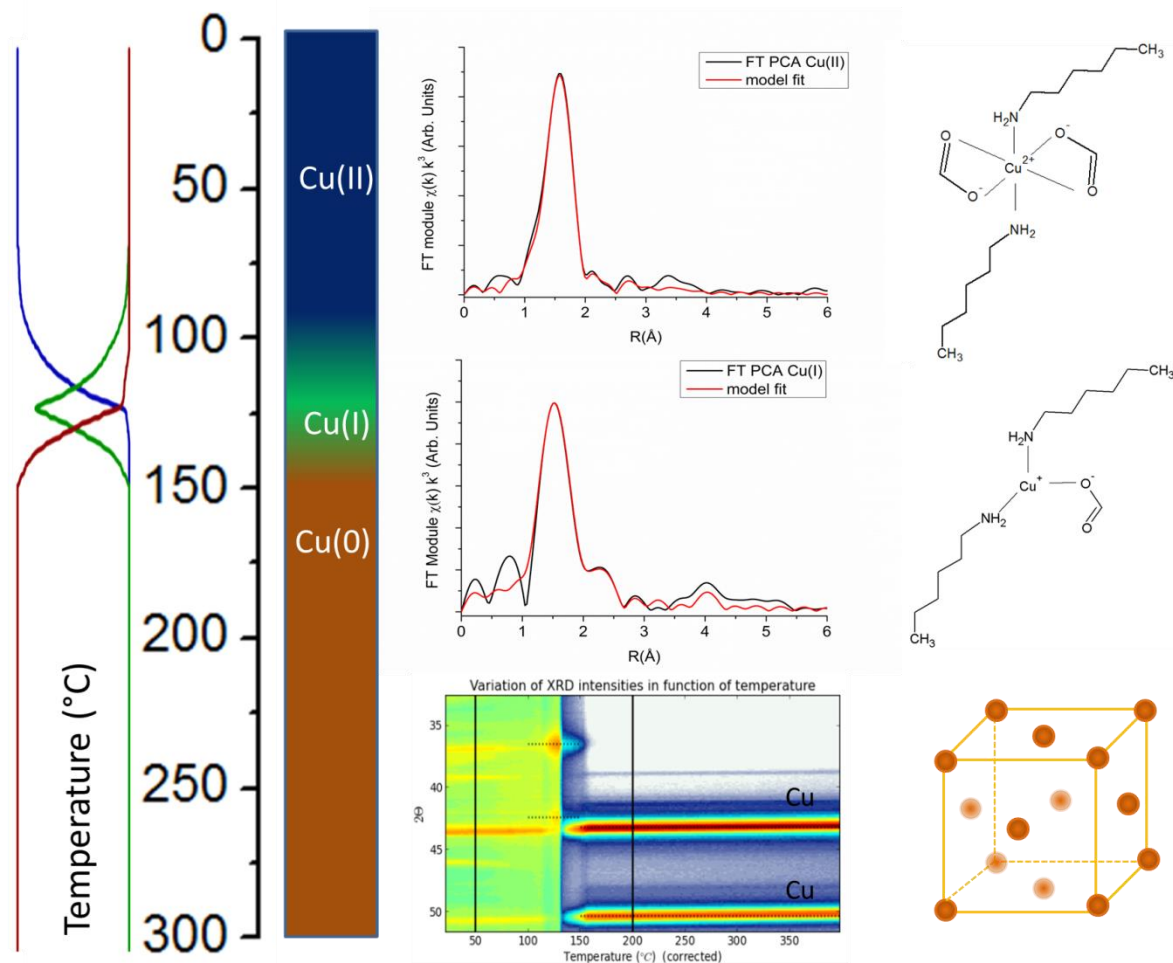 0
50
100
150
200
250
300
Temperature (°C)
Cu(II)
Cu(I)
Cu(0)
FT PCA Cu(II)
model fit
FT module χ(k) k³ (Arb. Units)
0 1 2 3 4 5 6
R(Å)
FT PCA Cu(I)
model fit
FT Module χ(k) k³ (Arb. Units)
0 1 2 3 4 5 6
R(Å)
Variation of XRD intensities in function of temperature
35
40
45
50
2Θ
Cu
Cu
50 100 150 200 250 300 350
Temperature (°C) (corrected)
CH₃
H₂N
O
O⁻
Cu²⁺
O⁻
O
NH₂
CH₃
CH₃
H₂N
Cu⁺
O⁻
NH₂
O
CH₃